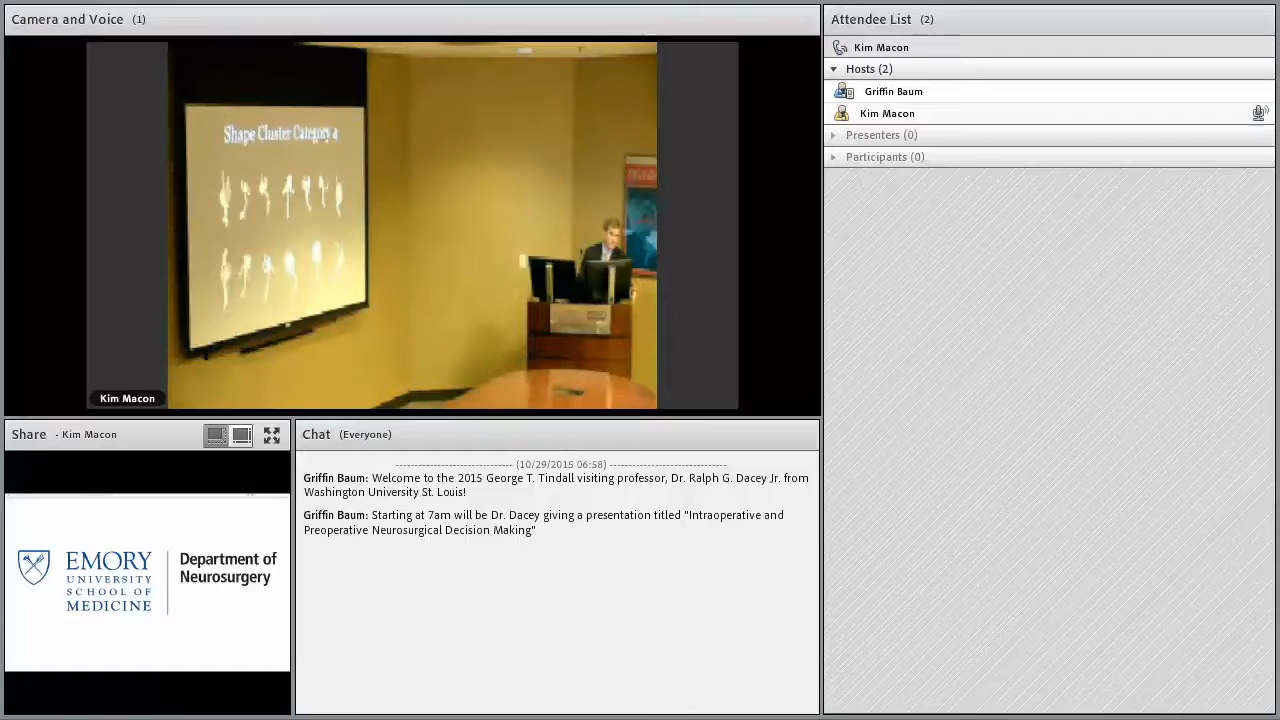 Camera and Voice (1)
Shape Cluster Category 4
Kim Macon
Attendee List (2)
Kim Macon
Hosts (2)
Griffin Baum
Kim Macon
Presenters (0)
Participants (0)
Share - Kim Macon
EMORY
UNIVERSITY
SCHOOL OF
MEDICINE
Department of
Neurosurgery
Chat (Everyone)
(10/29/2015 06:58)
Griffin Baum: Welcome to the 2015 George T. Tindall visiting professor, Dr. Ralph G. Dacey Jr. from
Washington University St. Louis!
Griffin Baum: Starting at 7am will be Dr. Dacey giving a presentation titled "Intraoperative and
Preoperative Neurosurgical Decision Making"